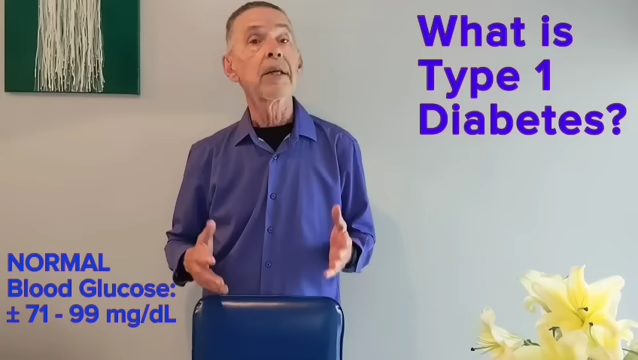 What is
Type 1
Diabetes?
NORMAL
Blood Glucose:
± 71 - 99 mg/dL